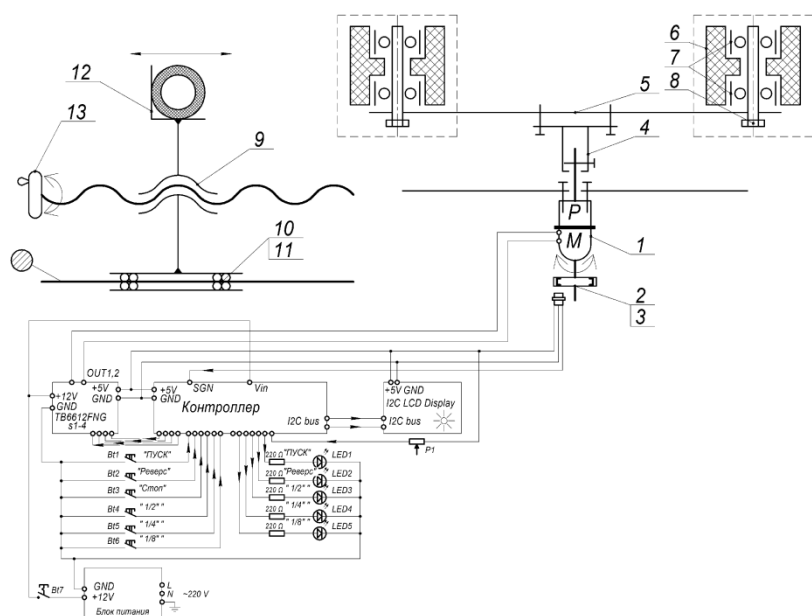 12
13
9
10
11
6
7
8
5
4
P
M
1
2
3
OUT1,2
+12V
GND
TB6612FNG
s1-4
+5V
GND
+5V
GND
SGN
Vin
Контроллер
I2C bus
+5V GND
I2C LCD Display
I2C bus
P1
Bt1 "ПУСК"
Bt2 "Реверс"
Bt3 "Стоп"
Bt4 "1/2"
Bt5 "1/4"
Bt6 "1/8"
220 Ω "ПУСК" LED1
220 Ω "Реверс" LED2
220 Ω "1/2" LED3
220 Ω "1/4" LED4
220 Ω "1/8" LED5
Bt7
GND
+12V
Блок питания
L
N
~220 V